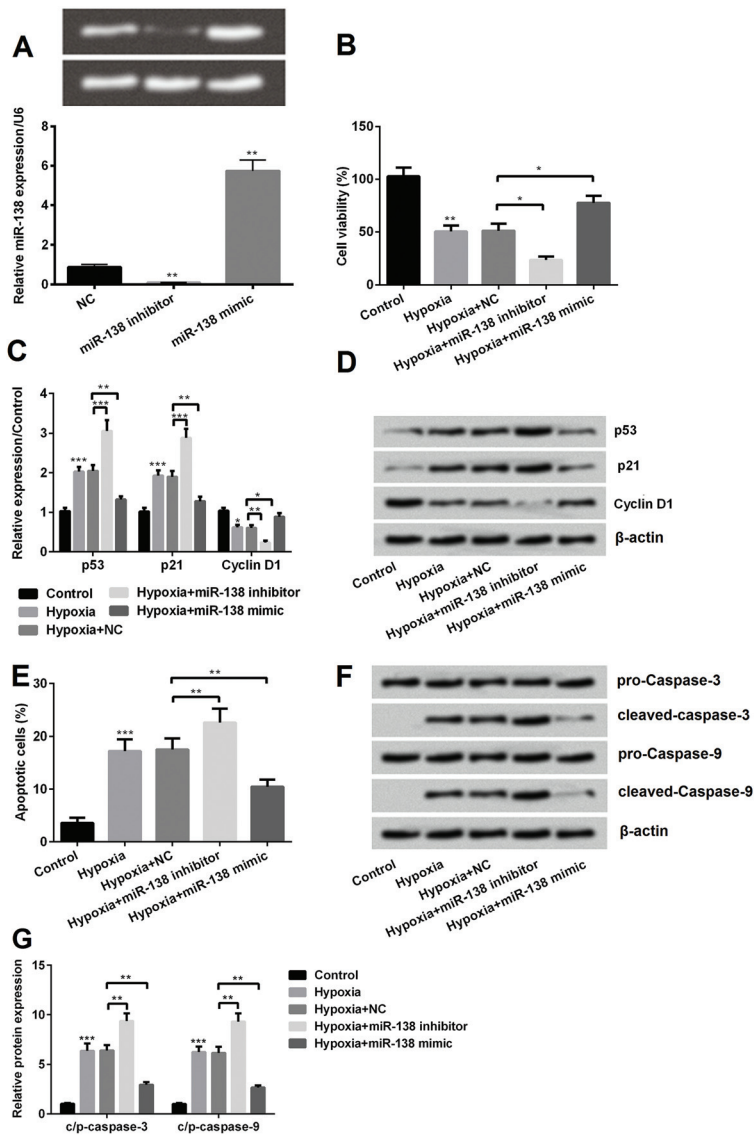 A
Relative miR-138 expression/U6
8
6
4
2
0
**
**
NC
miR-138 inhibitor
miR-138 mimic
B
Cell viability (%)
150
100
50
0
**
*
*
Control
Hypoxia
Hypoxia+NC
Hypoxia+miR-138 inhibitor
Hypoxia+miR-138 mimic
C
Relative expression/Control
4
3
2
1
0
***
***
**
***
***
**
*
**
*
p53
p21
Cyclin D1
Control
Hypoxia
Hypoxia+NC
Hypoxia+miR-138 inhibitor
Hypoxia+miR-138 mimic
D
p53
p21
Cyclin D1
β-actin
Control
Hypoxia
Hypoxia+NC
Hypoxia+miR-138 inhibitor
Hypoxia+miR-138 mimic
E
Apoptotic cells (%)
30
20
10
0
***
**
**
Control
Hypoxia
Hypoxia+NC
Hypoxia+miR-138 inhibitor
Hypoxia+miR-138 mimic
F
pro-Caspase-3
cleaved-caspase-3
pro-Caspase-9
cleaved-Caspase-9
β-actin
Control
Hypoxia
Hypoxia+NC
Hypoxia+miR-138 inhibitor
Hypoxia+miR-138 mimic
G
Relative protein expression
15
10
5
0
***
**
**
***
**
**
c/p-caspase-3
c/p-caspase-9
Control
Hypoxia
Hypoxia+NC
Hypoxia+miR-138 inhibitor
Hypoxia+miR-138 mimic